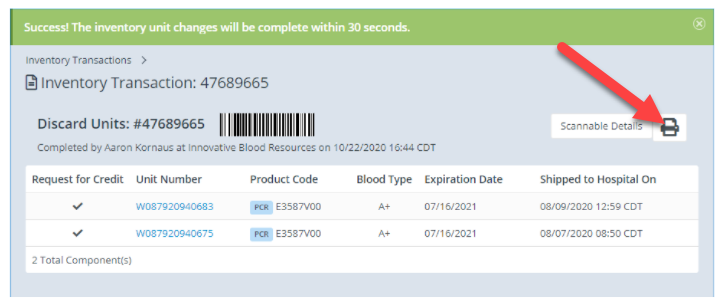 Success! The inventory unit changes will be complete within 30 seconds.
Inventory Transactions >
Inventory Transaction: 47689665
Discard Units: #47689665
Scannable Details
Completed by Aaron Kornaus at Innovative Blood Resources on 10/22/2020 16:44 CDT
Request for Credit Unit Number Product Code Blood Type Expiration Date Shipped to Hospital On
W087920940683 PCR E3587V00 A+ 07/16/2021 08/09/2020 12:59 CDT
W087920940675 PCR E3587V00 A+ 07/16/2021 08/07/2020 08:50 CDT
2 Total Component(s)